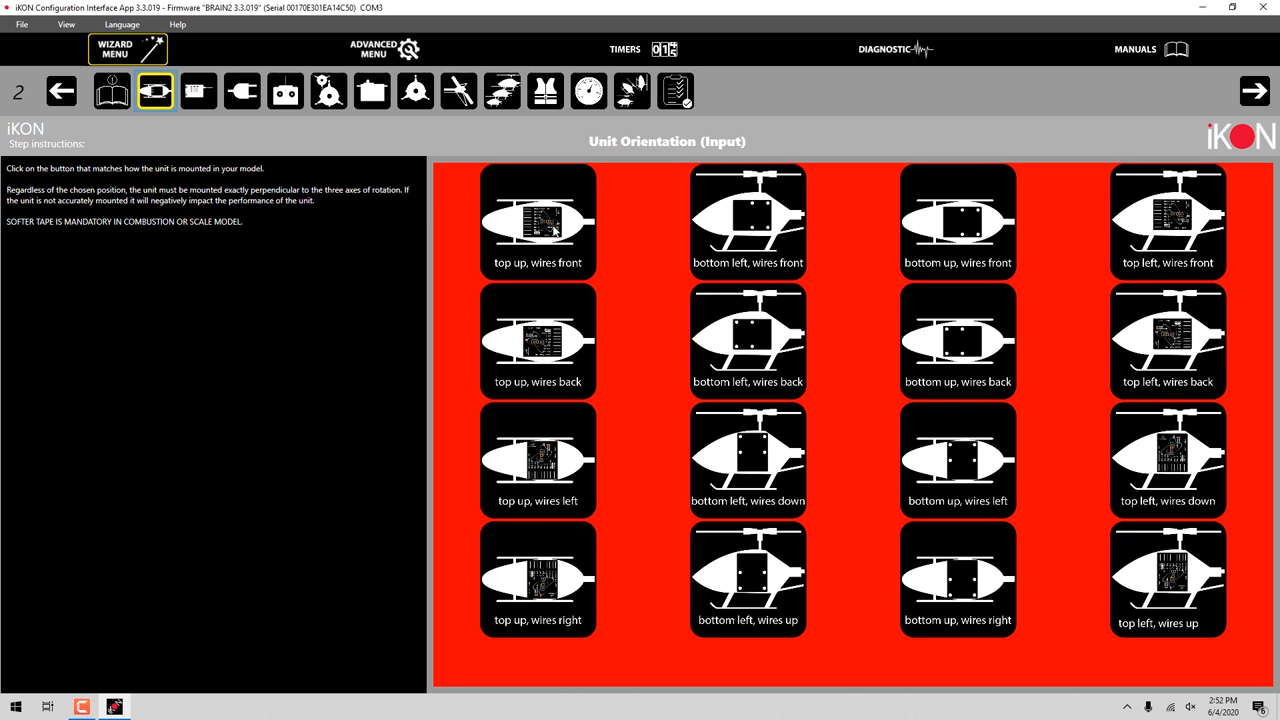 iKON Configuration Interface App 3.3.019 - Firmware "BRAIN2 3.3.019" (Serial 00170E301EA14C50) COM3
File View Language Help
WIZARD MENU
ADVANCED MENU
TIMERS
DIAGNOSTIC
MANUALS
2
iKON
Step instructions:
Unit Orientation (Input)
iKON
Click on the button that matches how the unit is mounted in your model.
Regardless of the chosen position, the unit must be mounted exactly perpendicular to the three axes of rotation. If
the unit is not accurately mounted it will negatively impact the performance of the unit.
SOFTER TAPE IS MANDATORY IN COMBUSTION OR SCALE MODEL.
top up, wires front
bottom left, wires front
bottom up, wires front
top left, wires front
top up, wires back
bottom left, wires back
bottom up, wires back
top left, wires back
top up, wires left
bottom left, wires down
bottom up, wires left
top left, wires down
top up, wires right
bottom left, wires up
bottom up, wires right
top left, wires up
2:52 PM
6/4/2020